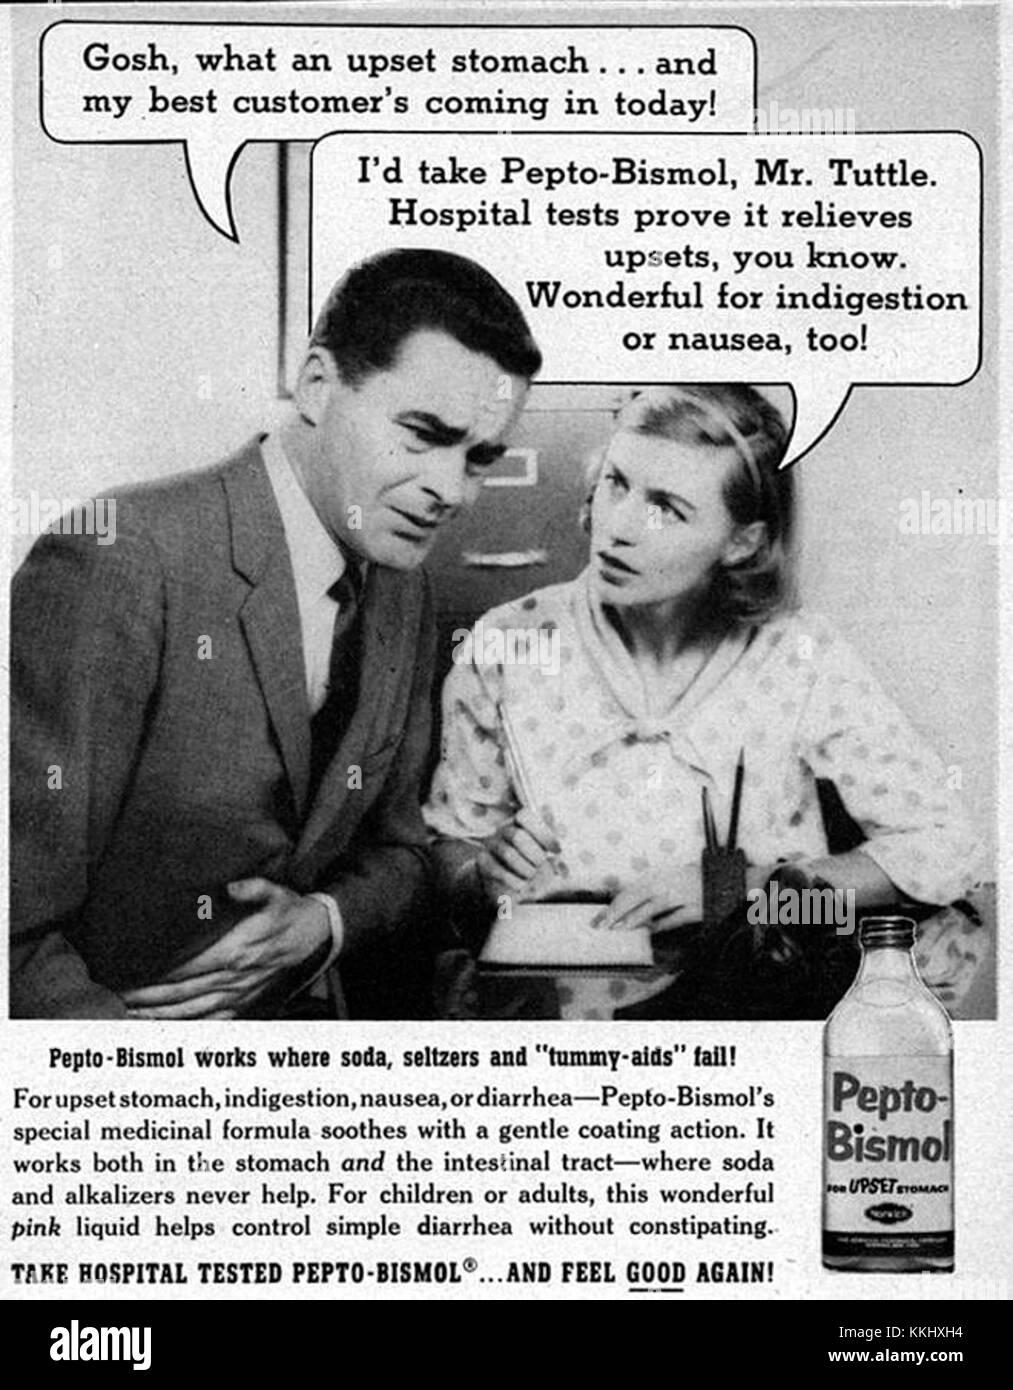 Gosh, what an upset stomach . . . and
my best customer's coming in today!
I'd take Pepto-Bismol, Mr. Tuttle.
Hospital tests prove it relieves
upsets, you know.
Wonderful for indigestion
or nausea, too!
Pepto-Bismol works where soda, seltzers and "tummy-aids" fail!
For upset stomach, indigestion, nausea, or diarrhea—Pepto-Bismol's
special medicinal formula soothes with a gentle coating action. It
works both in the stomach and the intestinal tract—where soda
and alkalizers never help. For children or adults, this wonderful
pink liquid helps control simple diarrhea without constipating.
TAKE HOSPITAL TESTED PEPTO-BISMOL®...AND FEEL GOOD AGAIN!
Pepto-
Bismol
FOR UPSET STOMACH
Norwich
alamy
Image ID: KKHXH4
www.alamy.com